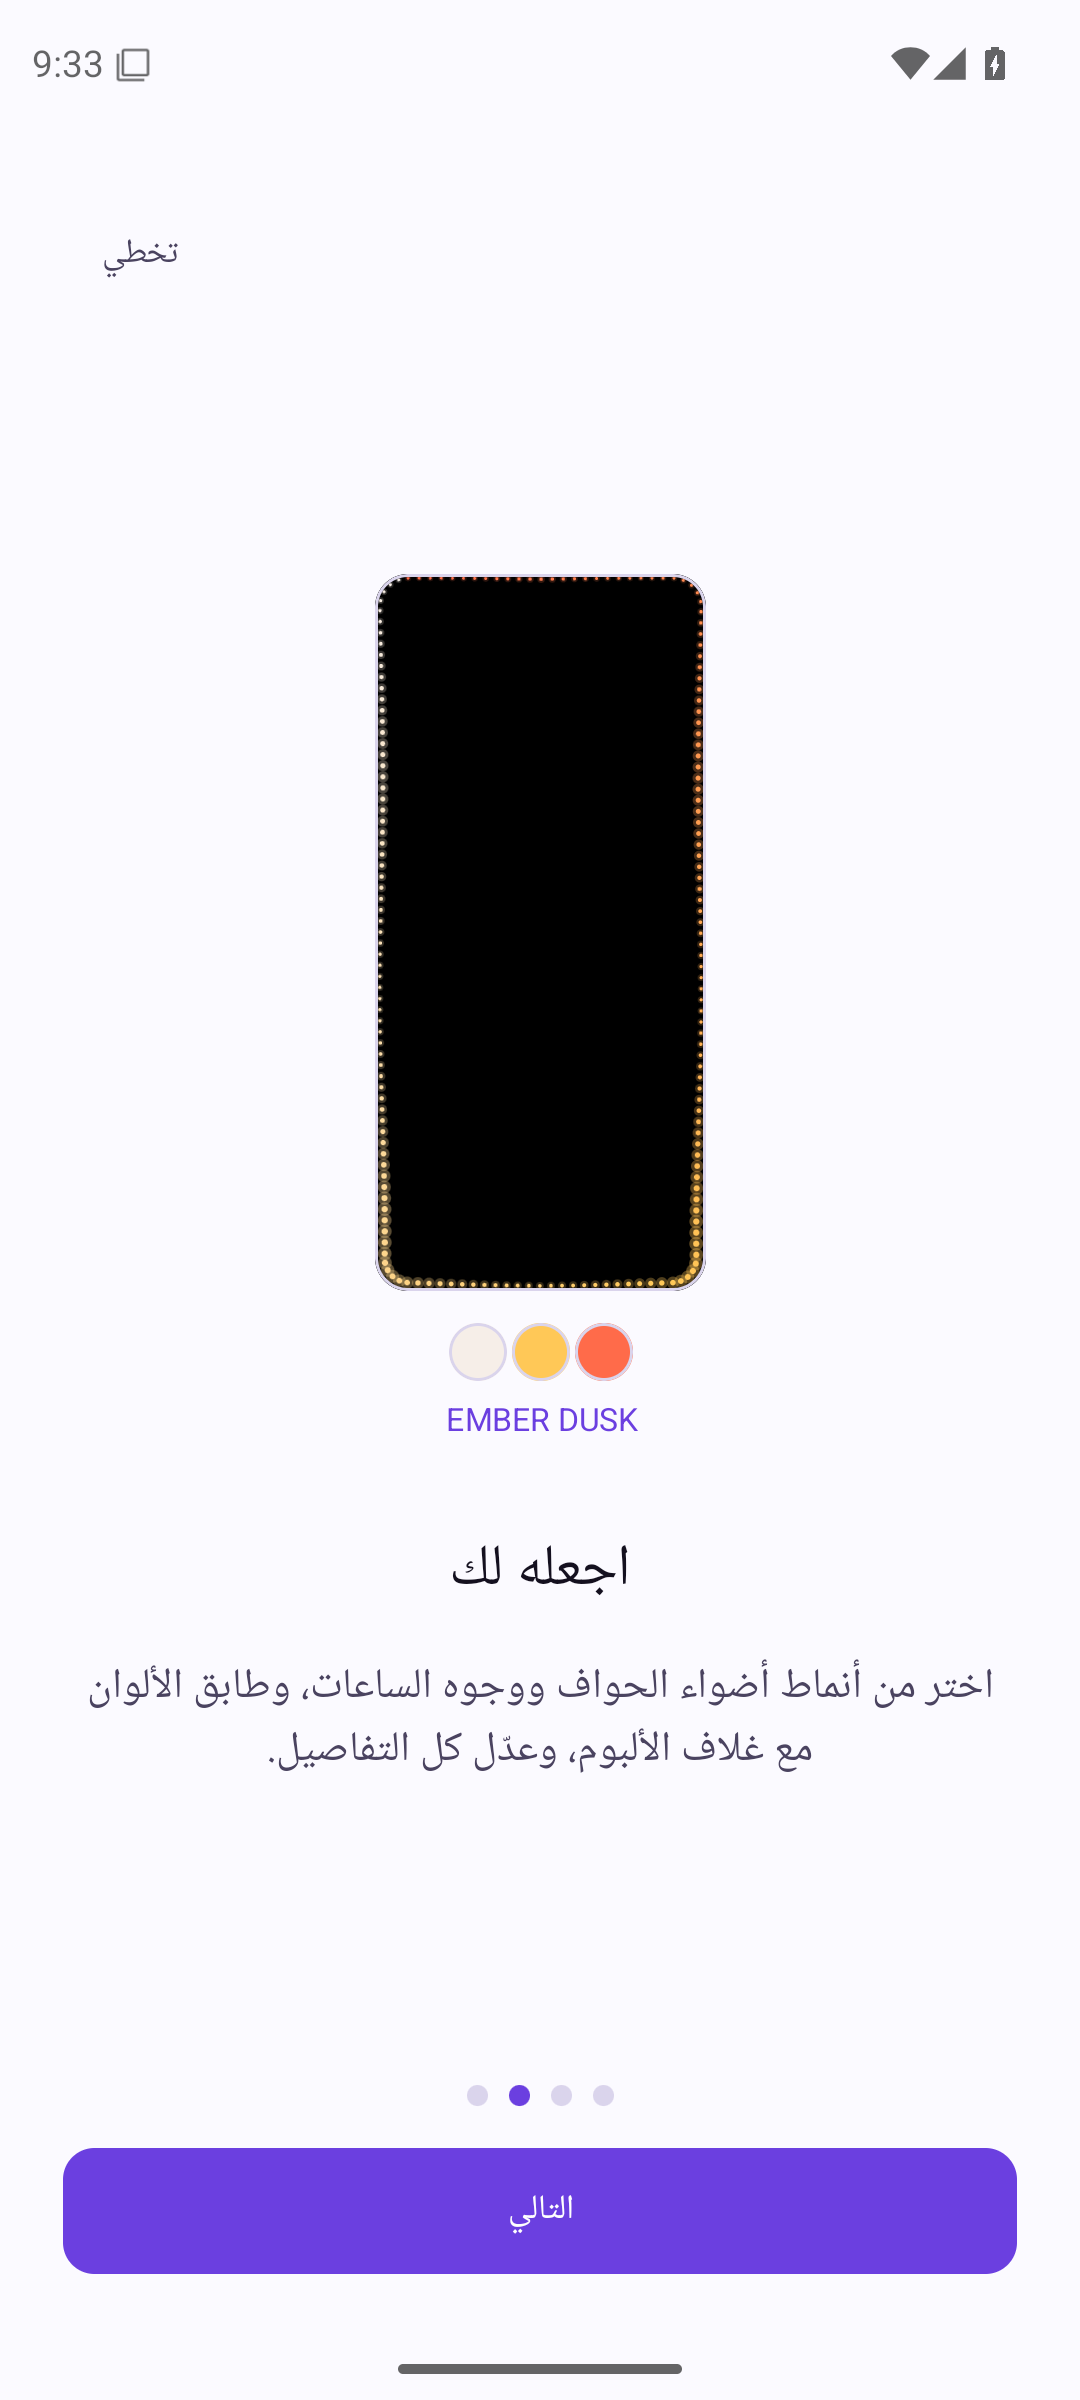 9:33
تخطي
EMBER DUSK
اجعله لك
اختر من أنماط أضواء الحواف ووجوه الساعات، وطابق الألوان
مع غلاف الألبوم، وعدّل كل التفاصيل.
التالي